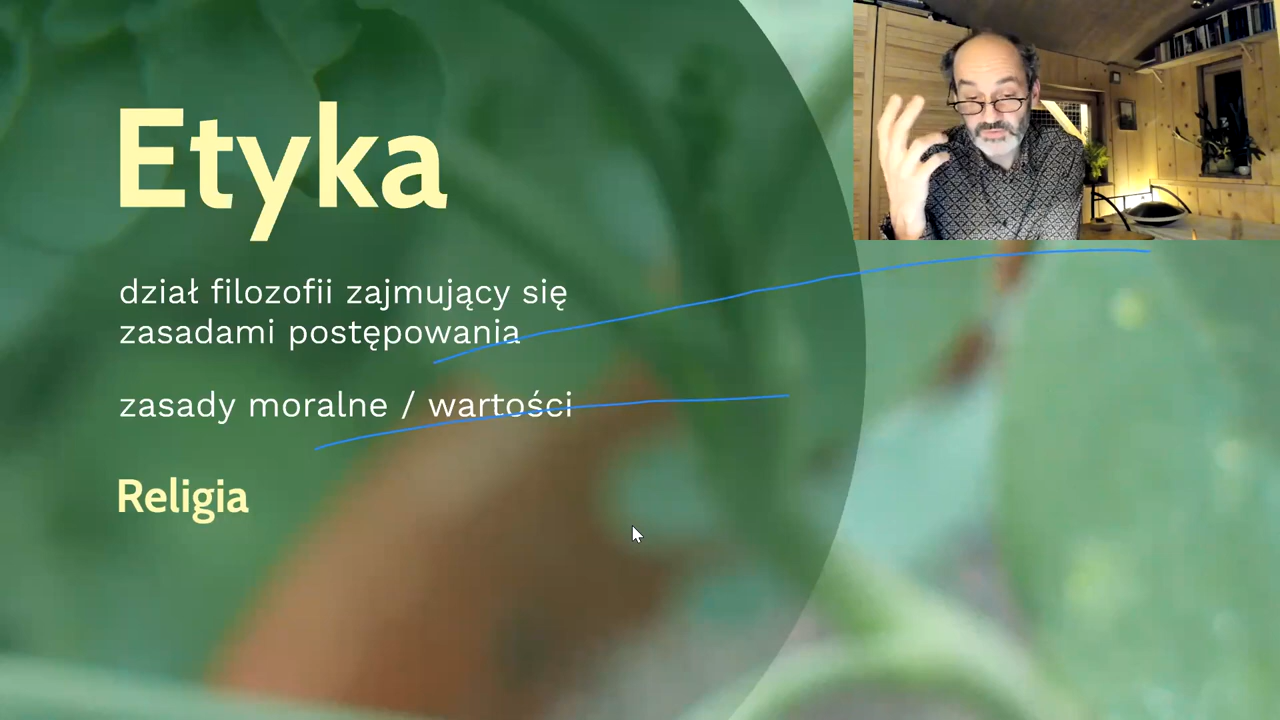 Etyka
dział filozofii zajmujący się
zasadami postępowania
zasady moralne / wartości
Religia